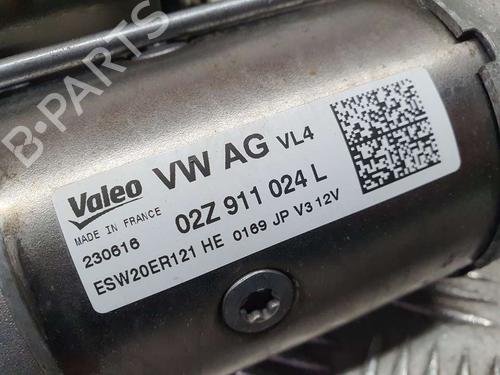 B-PARTS
Valeo VW AG VL4
MADE IN FRANCE 02Z 911 024 L
230616
ESW20ER121 HE 0169 JP V3 12V